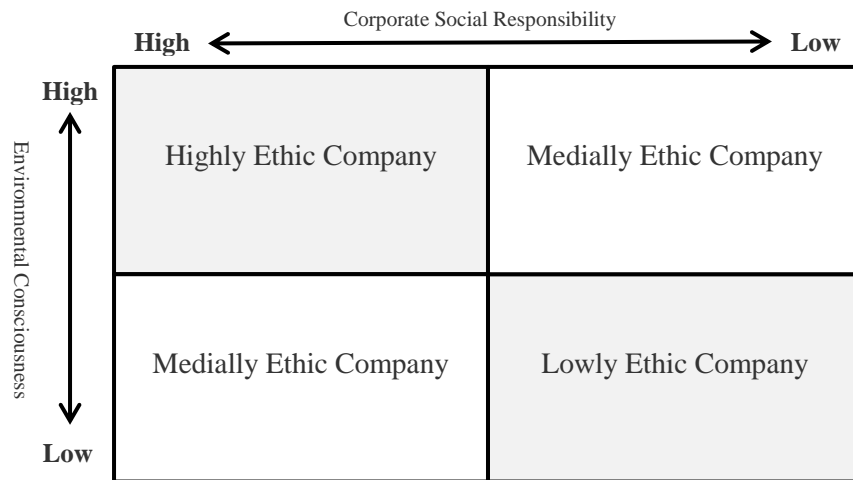 Corporate Social Responsibility
High
Low
High
Highly Ethic Company
Medially Ethic Company
Environmental Consciousness
Medially Ethic Company
Lowly Ethic Company
Low